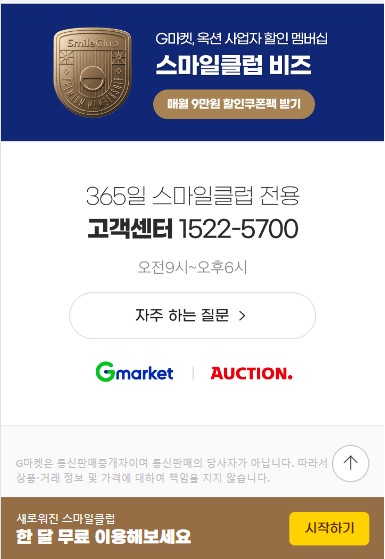 SmileClub
PREMIUM MEMBERSHIP
G마켓, 옥션 사업자 할인 멤버십
스마일클럽 비즈
매월 9만원 할인쿠폰팩 받기
365일 스마일클럽 전용
고객센터 1522-5700
오전9시~오후6시
자주 하는 질문 >
Gmarket | AUCTION.
G마켓은 통신판매중개자이며 통신판매의 당사자가 아닙니다. 따라서
상품·거래 정보 및 가격에 대하여 책임을 지지 않습니다.
새로워진 스마일클럽
한 달 무료 이용해보세요
시작하기